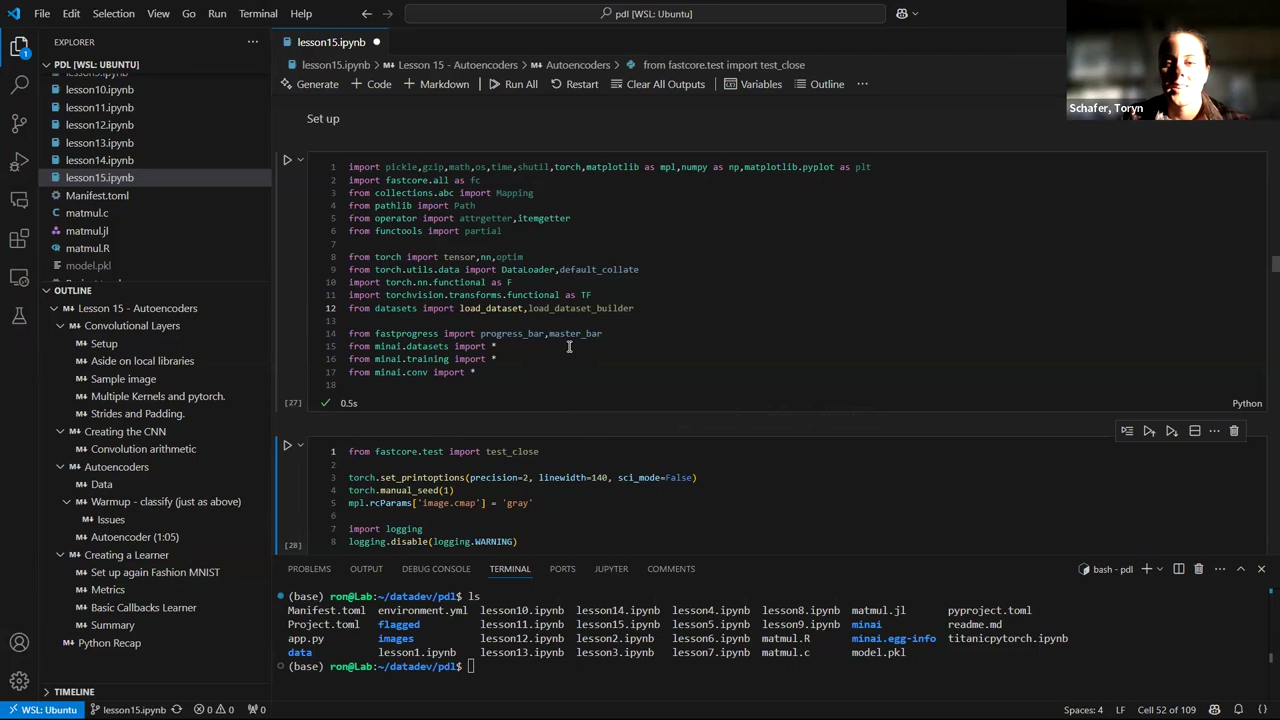 File Edit Selection View Go Run Terminal Help
pdl [WSL: Ubuntu]
EXPLORER
PDL [WSL: UBUNTU]
lesson10.ipynb
lesson11.ipynb
lesson12.ipynb
lesson13.ipynb
lesson14.ipynb
lesson15.ipynb
Manifest.toml
matmul.c
matmul.jl
matmul.R
model.pkl
OUTLINE
Lesson 15 - Autoencoders
Convolutional Layers
Setup
Aside on local libraries
Sample image
Multiple Kernels and pytorch.
Strides and Padding.
Creating the CNN
Convolution arithmetic
Autoencoders
Data
Warmup - classify (just as above)
Issues
Autoencoder (1:05)
Creating a Learner
Set up again Fashion MNIST
Metrics
Basic Callbacks Learner
Summary
Python Recap
TIMELINE
lesson15.ipynb
lesson15.ipynb > Lesson 15 - Autoencoders > Autoencoders > from fastcore.test import test_close
Generate + Code + Markdown Run All Restart Clear All Outputs Variables Outline ...
Schafer, Toryn
Set up
1 import pickle,gzip,math,os,time,shutil,torch,matplotlib as mpl,numpy as np,matplotlib.pyplot as plt
2 import fastcore.all as fc
3 from collections.abc import Mapping
4 from pathlib import Path
5 from operator import attrgetter,itemgetter
6 from functools import partial
7
8 from torch import tensor,nn,optim
9 from torch.utils.data import DataLoader,default_collate
10 import torch.nn.functional as F
11 import torchvision.transforms.functional as TF
12 from datasets import load_dataset,load_dataset_builder
13
14 from fastprogress import progress_bar,master_bar
15 from minai.datasets import *
16 from minai.training import *
17 from minai.conv import *
18
[27] 0.5s Python
1 from fastcore.test import test_close
2
3 torch.set_printoptions(precision=2, linewidth=140, sci_mode=False)
4 torch.manual_seed(1)
5 mpl.rcParams['image.cmap'] = 'gray'
6
7 import logging
8 logging.disable(logging.WARNING)
[28]
PROBLEMS OUTPUT DEBUG CONSOLE TERMINAL PORTS JUPYTER COMMENTS
bash - pdl
(base) ron@Lab:~/datadev/pdl$ ls
Manifest.toml environment.yml lesson10.ipynb lesson14.ipynb lesson4.ipynb lesson8.ipynb matmul.jl pyproject.toml
Project.toml flagged lesson11.ipynb lesson15.ipynb lesson5.ipynb lesson9.ipynb minai readme.md
app.py images lesson12.ipynb lesson2.ipynb lesson6.ipynb matmul.R minai.egg-info titanicpytorch.ipynb
data lesson1.ipynb lesson13.ipynb lesson3.ipynb lesson7.ipynb matmul.c model.pkl
(base) ron@Lab:~/datadev/pdl$
WSL: Ubuntu lesson15.ipynb 0 0 0 Spaces: 4 LF Cell 52 of 109